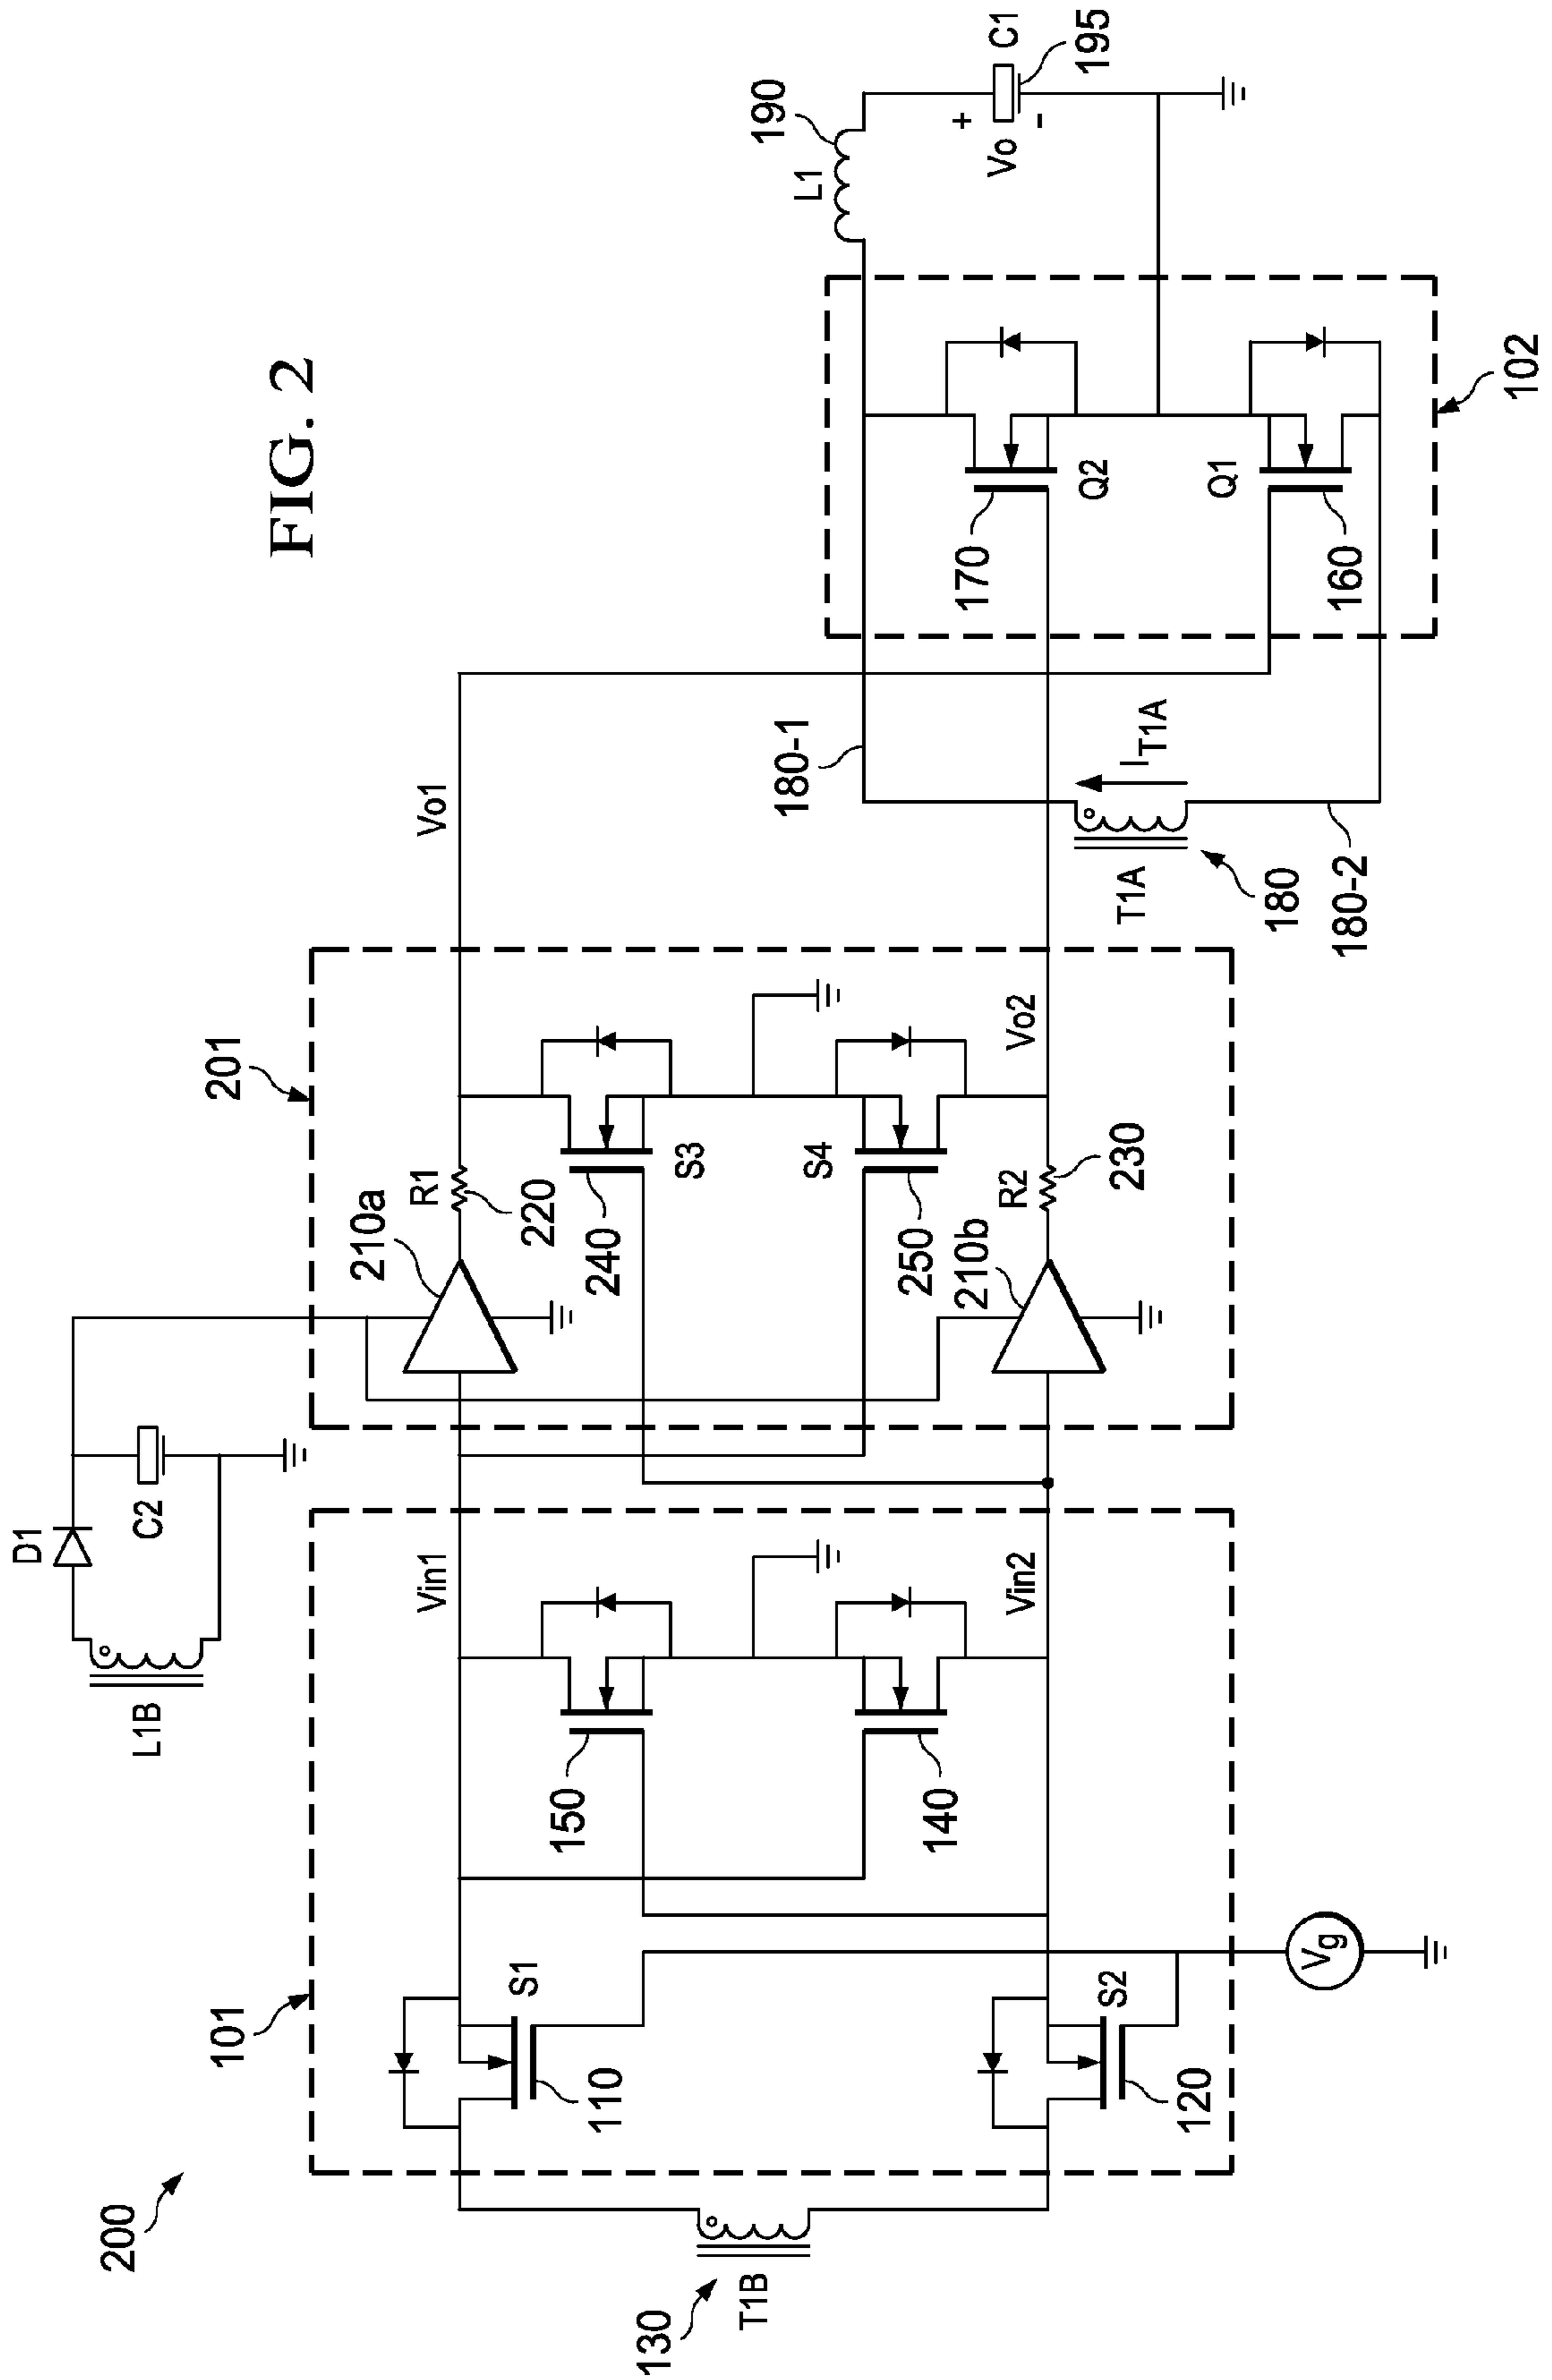 FIG. 2
200
130
T1B
101
110
S1
120
S2
Vg
150
140
Vin1
Vin2
L1B
D1
C2
201
210a
R1
220
240
S3
S4
250
210b
R2
230
Vo1
Vo2
T1A
180
180-1
180-2
IT1A
170
Q2
Q1
160
102
L1
190
+
Vo
-
C1
195